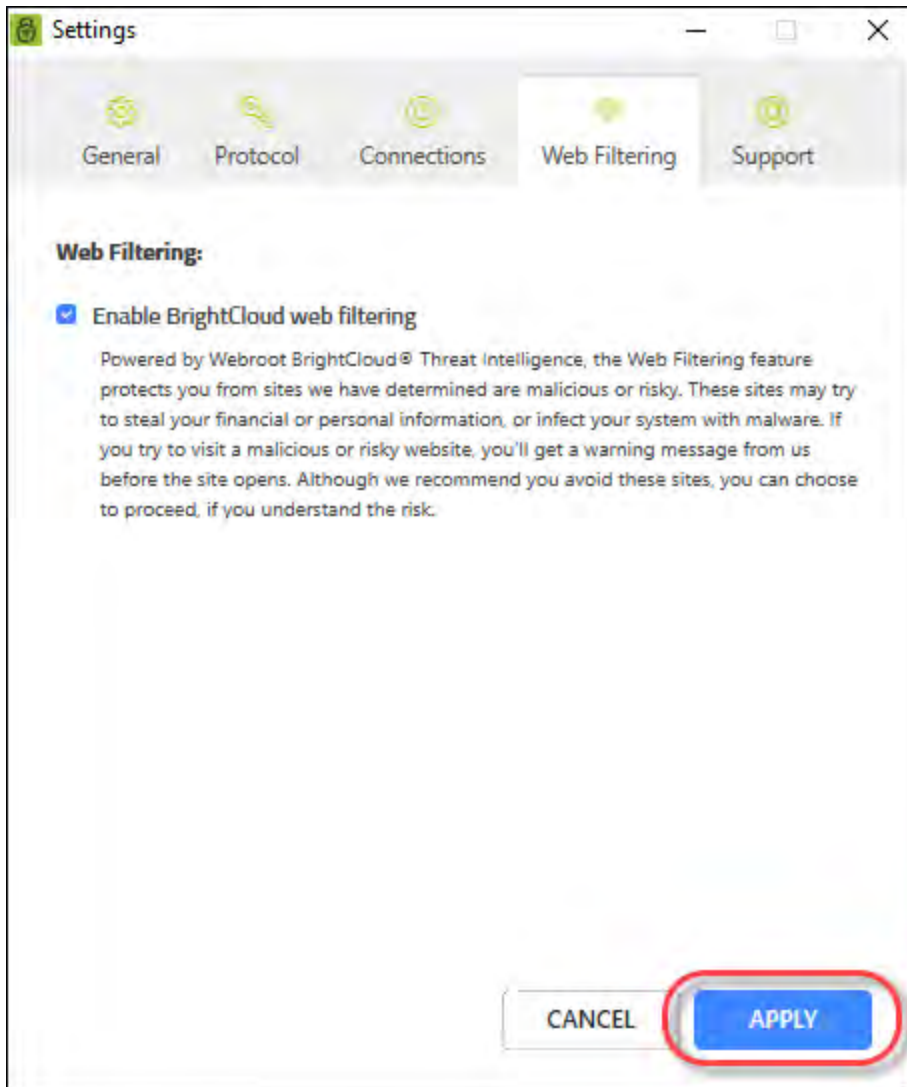 Settings
General Protocol Connections Web Filtering Support
Web Filtering:
Enable BrightCloud web filtering
Powered by Webroot BrightCloud® Threat Intelligence, the Web Filtering feature
protects you from sites we have determined are malicious or risky. These sites may try
to steal your financial or personal information, or infect your system with malware. If
you try to visit a malicious or risky website, you'll get a warning message from us
before the site opens. Although we recommend you avoid these sites, you can choose
to proceed, if you understand the risk.
CANCEL APPLY